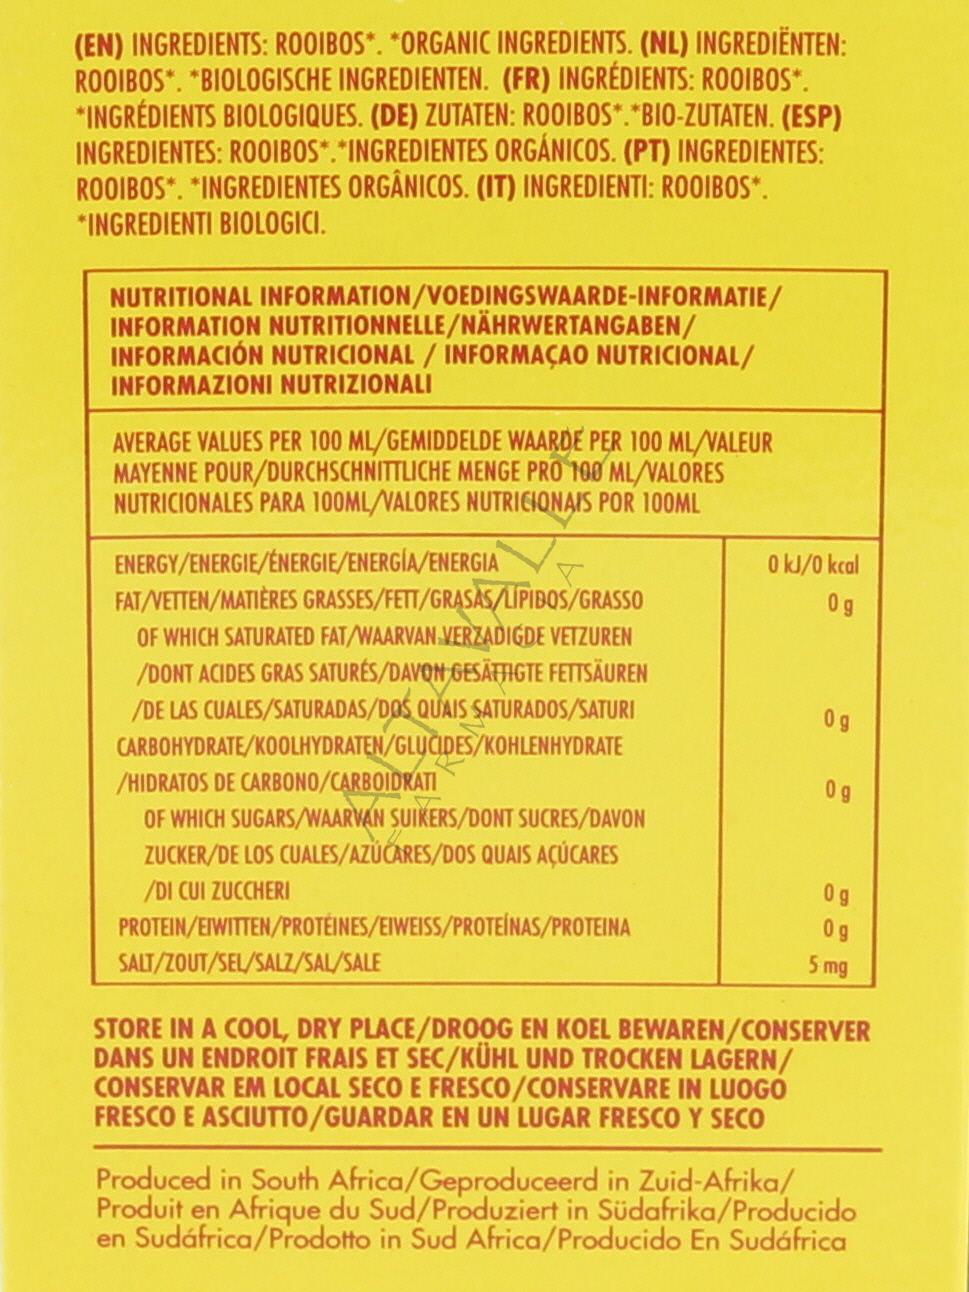 (EN) INGREDIENTS: ROOIBOS*. *ORGANIC INGREDIENTS. (NL) INGREDIËNTEN:
ROOIBOS*. *BIOLOGISCHE INGREDIENTEN. (FR) INGRÉDIENTS: ROOIBOS*.
*INGRÉDIENTS BIOLOGIQUES. (DE) ZUTATEN: ROOIBOS*.*BIO-ZUTATEN. (ESP)
INGREDIENTES: ROOIBOS*.*INGREDIENTES ORGÁNICOS. (PT) INGREDIENTES:
ROOIBOS*. *INGREDIENTES ORGÂNICOS. (IT) INGREDIENTI: ROOIBOS*.
*INGREDIENTI BIOLOGICI.
NUTRITIONAL INFORMATION/VOEDINGSWAARDE-INFORMATIE/
INFORMATION NUTRITIONNELLE/NÄHRWERTANGABEN/
INFORMACIÓN NUTRICIONAL / INFORMAÇAO NUTRICIONAL/
INFORMAZIONI NUTRIZIONALI
AVERAGE VALUES PER 100 ML/GEMIDDELDE WAARDE PER 100 ML/VALEUR
MAYENNE POUR/DURCHSCHNITTLICHE MENGE PRO 100 ML/VALORES
NUTRICIONALES PARA 100ML/VALORES NUTRICIONAIS POR 100ML
ENERGY/ENERGIE/ÉNERGIE/ENERGÍA/ENERGIA 0 kJ/0 kcal
FAT/VETTEN/MATIÈRES GRASSES/FETT/GRASAS/LÍPIDOS/GRASSO 0 g
OF WHICH SATURATED FAT/WAARVAN VERZADIGDE VETZUREN
/DONT ACIDES GRAS SATURÉS/DAVON GESÄTTIGTE FETTSÄUREN
/DE LAS CUALES/SATURADAS/DOS QUAIS SATURADOS/SATURI 0 g
CARBOHYDRATE/KOOLHYDRATEN/GLUCIDES/KOHLENHYDRATE
/HIDRATOS DE CARBONO/CARBOIDRATI 0 g
OF WHICH SUGARS/WAARVAN SUIKERS/DONT SUCRES/DAVON
ZUCKER/DE LOS CUALES/AZÚCARES/DOS QUAIS AÇÚCARES
/DI CUI ZUCCHERI 0 g
PROTEIN/EIWITTEN/PROTÉINES/EIWEISS/PROTEÍNAS/PROTEINA 0 g
SALT/ZOUT/SEL/SALZ/SAL/SALE 5 mg
STORE IN A COOL, DRY PLACE/DROOG EN KOEL BEWAREN/CONSERVER
DANS UN ENDROIT FRAIS ET SEC/KÜHL UND TROCKEN LAGERN/
CONSERVAR EM LOCAL SECO E FRESCO/CONSERVARE IN LUOGO
FRESCO E ASCIUTTO/GUARDAR EN UN LUGAR FRESCO Y SECO
Produced in South Africa/Geproduceerd in Zuid-Afrika/
Produit en Afrique du Sud/Produziert in Südafrika/Producido
en Sudáfrica/Prodotto in Sud Africa/Producido En Sudáfrica
ALTAVALLE
FARMACIA